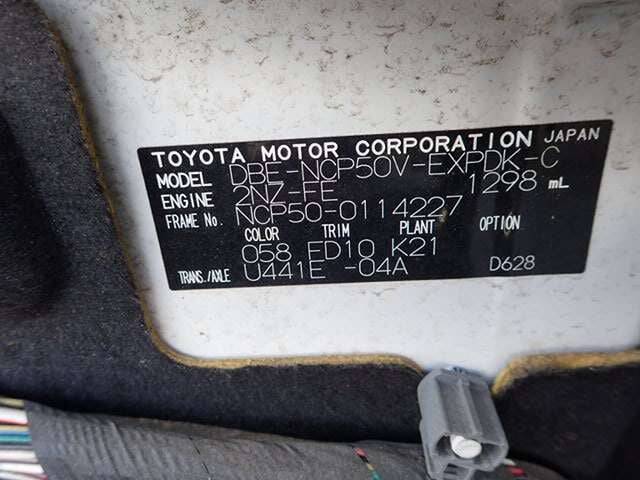 TOYOTA MOTOR CORPORATION JAPAN
MODEL DBE-NCP50V-EXPDK-C
ENGINE 2NZ-FE 1298 mL
FRAME No. NCP50-0114227
COLOR TRIM PLANT OPTION
058 FD10 K21
TRANS./AXLE U441E -04A D628